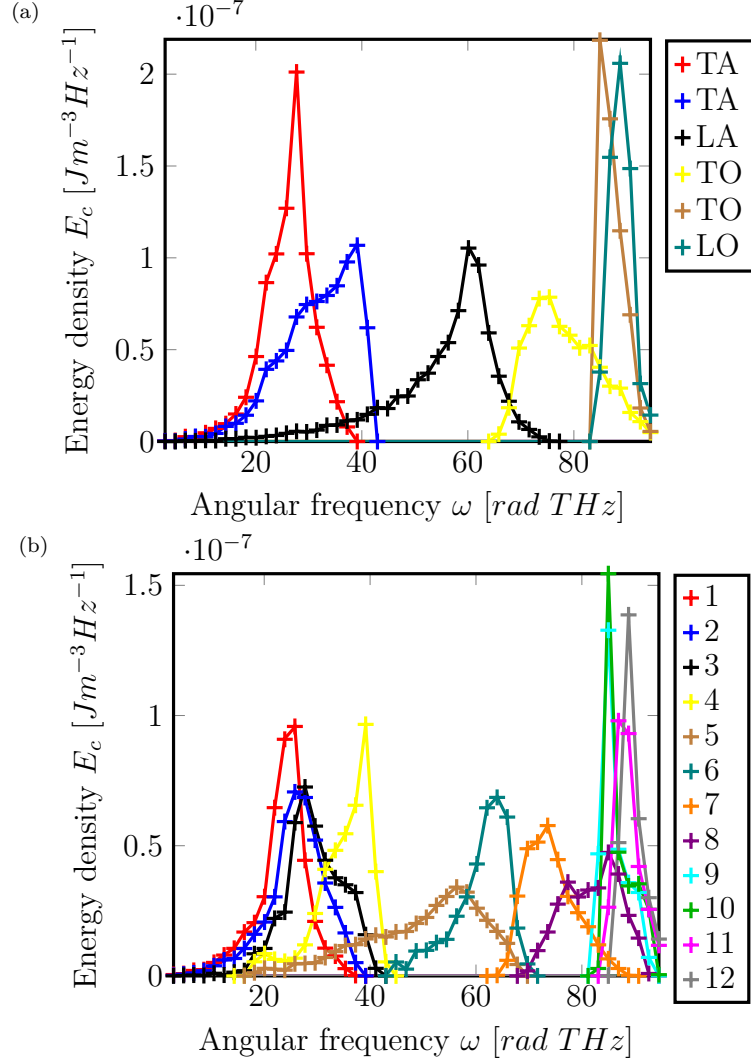 (a)
·10⁻⁷
2
1.5
1
0.5
0
20
40
60
80
Energy density E_c [Jm⁻³Hz⁻¹]
Angular frequency ω [rad THz]
TA
TA
LA
TO
TO
LO
(b)
·10⁻⁷
1.5
1
0.5
0
20
40
60
80
Energy density E_c [Jm⁻³Hz⁻¹]
Angular frequency ω [rad THz]
1
2
3
4
5
6
7
8
9
10
11
12